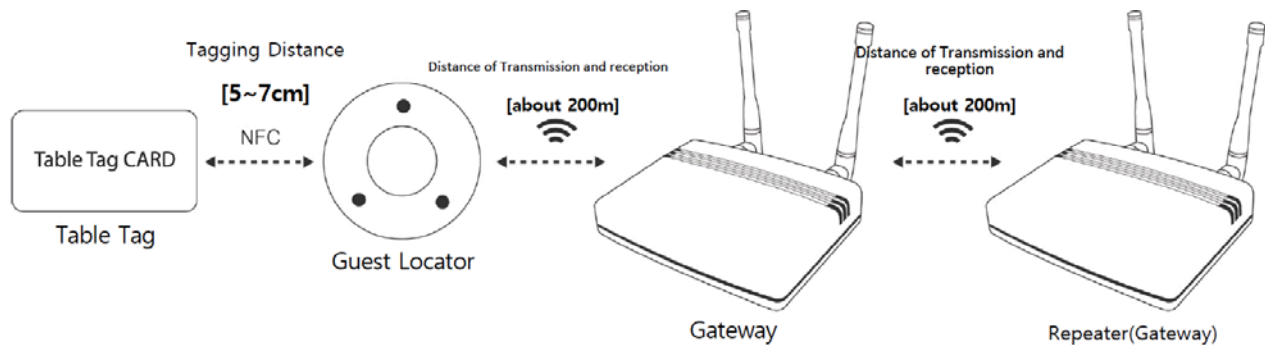 Tagging Distance
[5~7cm]
NFC
Table Tag CARD
Table Tag
Guest Locator
Distance of Transmission and reception
[about 200m]
Gateway
Distance of Transmission and
reception
[about 200m]
Repeater(Gateway)